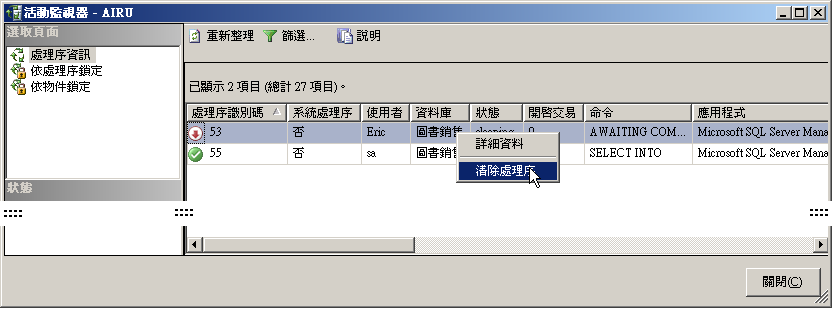 活動監視器 - AIRU
選取頁面
處理序資訊
依處理序鎖定
依物件鎖定
狀態
重新整理 篩選... 說明
已顯示 2 項目 (總計 27 項目)。
處理序識別碼 系統處理序 使用者 資料庫 狀態 開啟交易 命令 應用程式
53 否 Eric 圖書銷售 sleeping 0 AWAITING COM... Microsoft SQL Server Mana
55 否 sa 圖書銷 SELECT INTO Microsoft SQL Server Mana
詳細資料
清除處理序
關閉(C)